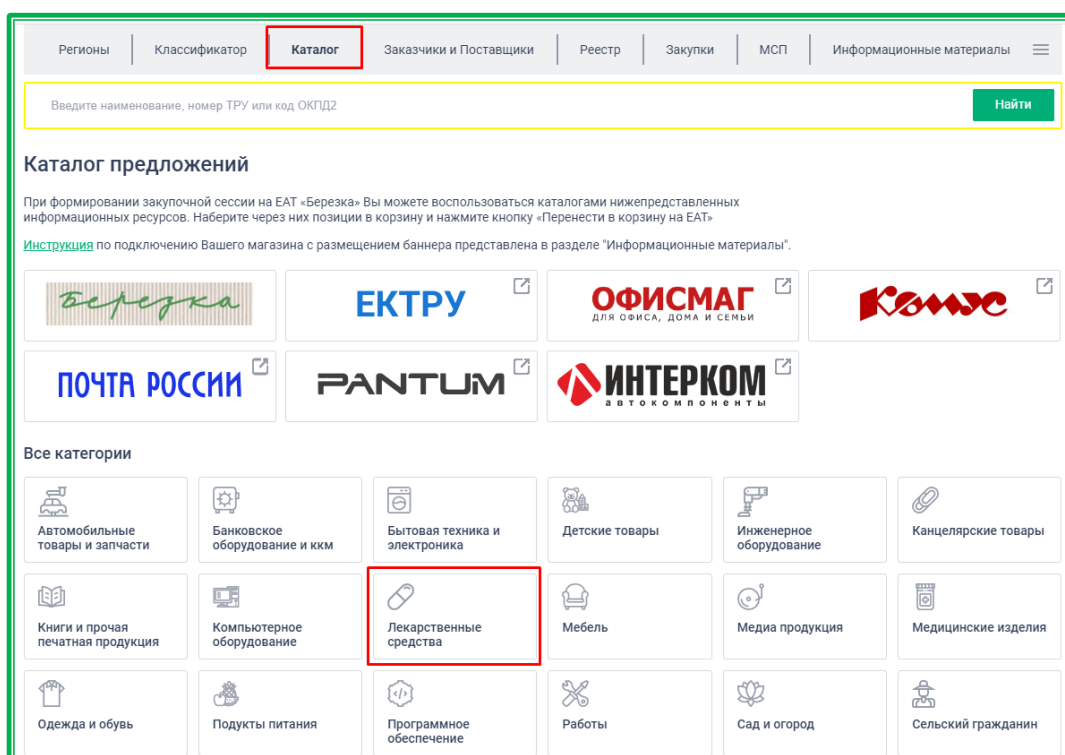 Регионы Классификатор Каталог Заказчики и Поставщики Реестр Закупки МСП Информационные материалы
Введите наименование, номер ТРУ или код ОКПД2 Найти
Каталог предложений
При формировании закупочной сессии на ЕАТ «Березка» Вы можете воспользоваться каталогами нижепредставленных
информационных ресурсов. Наберите через них позиции в корзину и нажмите кнопку «Перенести в корзину на ЕАТ»
Инструкция по подключению Вашего магазина с размещением баннера представлена в разделе "Информационные материалы".
Березка ЕКТРУ ОФИСМАГ Комус
ДЛЯ ОФИСА, ДОМА И СЕМЬИ
ПОЧТА РОССИИ PANTUM ИНТЕРКОМ
автокомпоненты
Все категории
Автомобильные Банковское Бытовая техника и Детские товары Инженерное Канцелярские товары
товары и запчасти оборудование и ккм электроника оборудование
Книги и прочая Компьютерное Лекарственные Мебель Медиа продукция Медицинские изделия
печатная продукция оборудование средства
Одежда и обувь Подукты питания Программное Работы Сад и огород Сельский гражданин
обеспечение